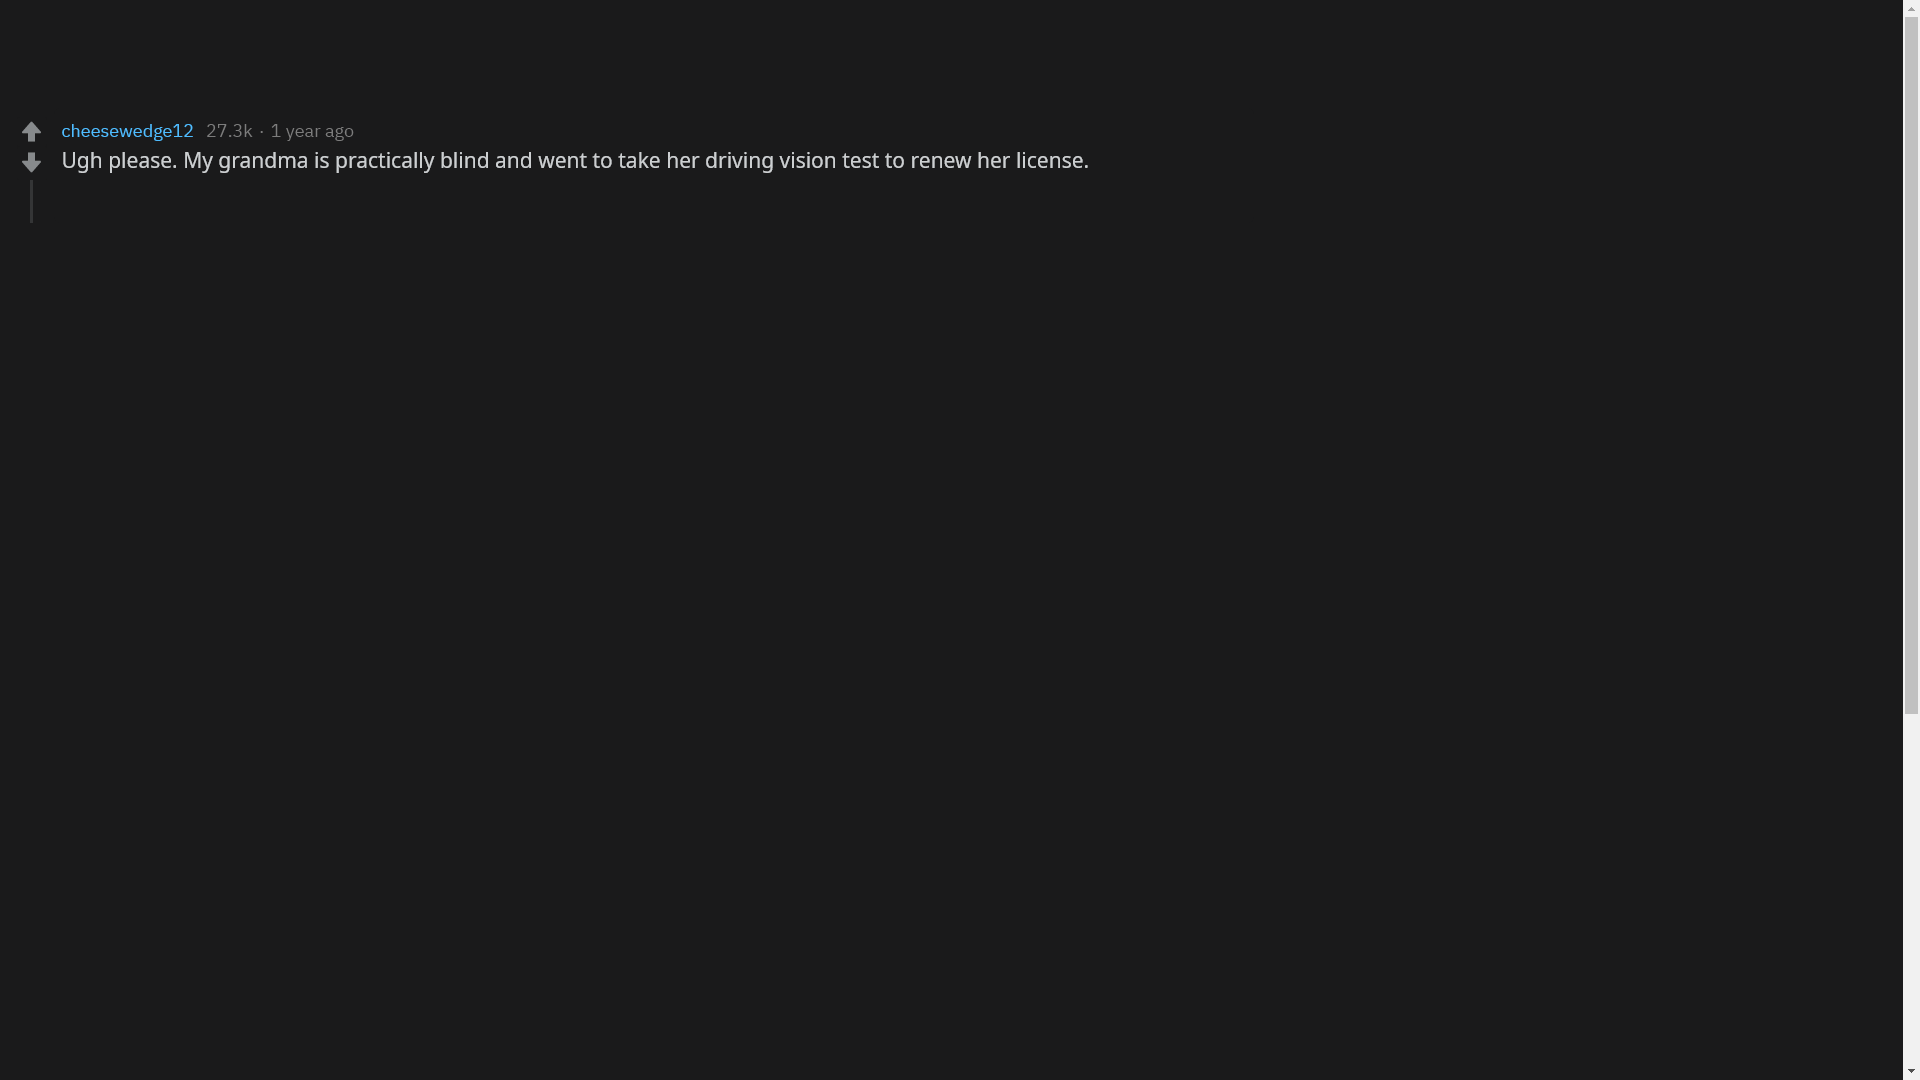 cheesewedge12 27.3k · 1 year ago
Ugh please. My grandma is practically blind and went to take her driving vision test to renew her license.